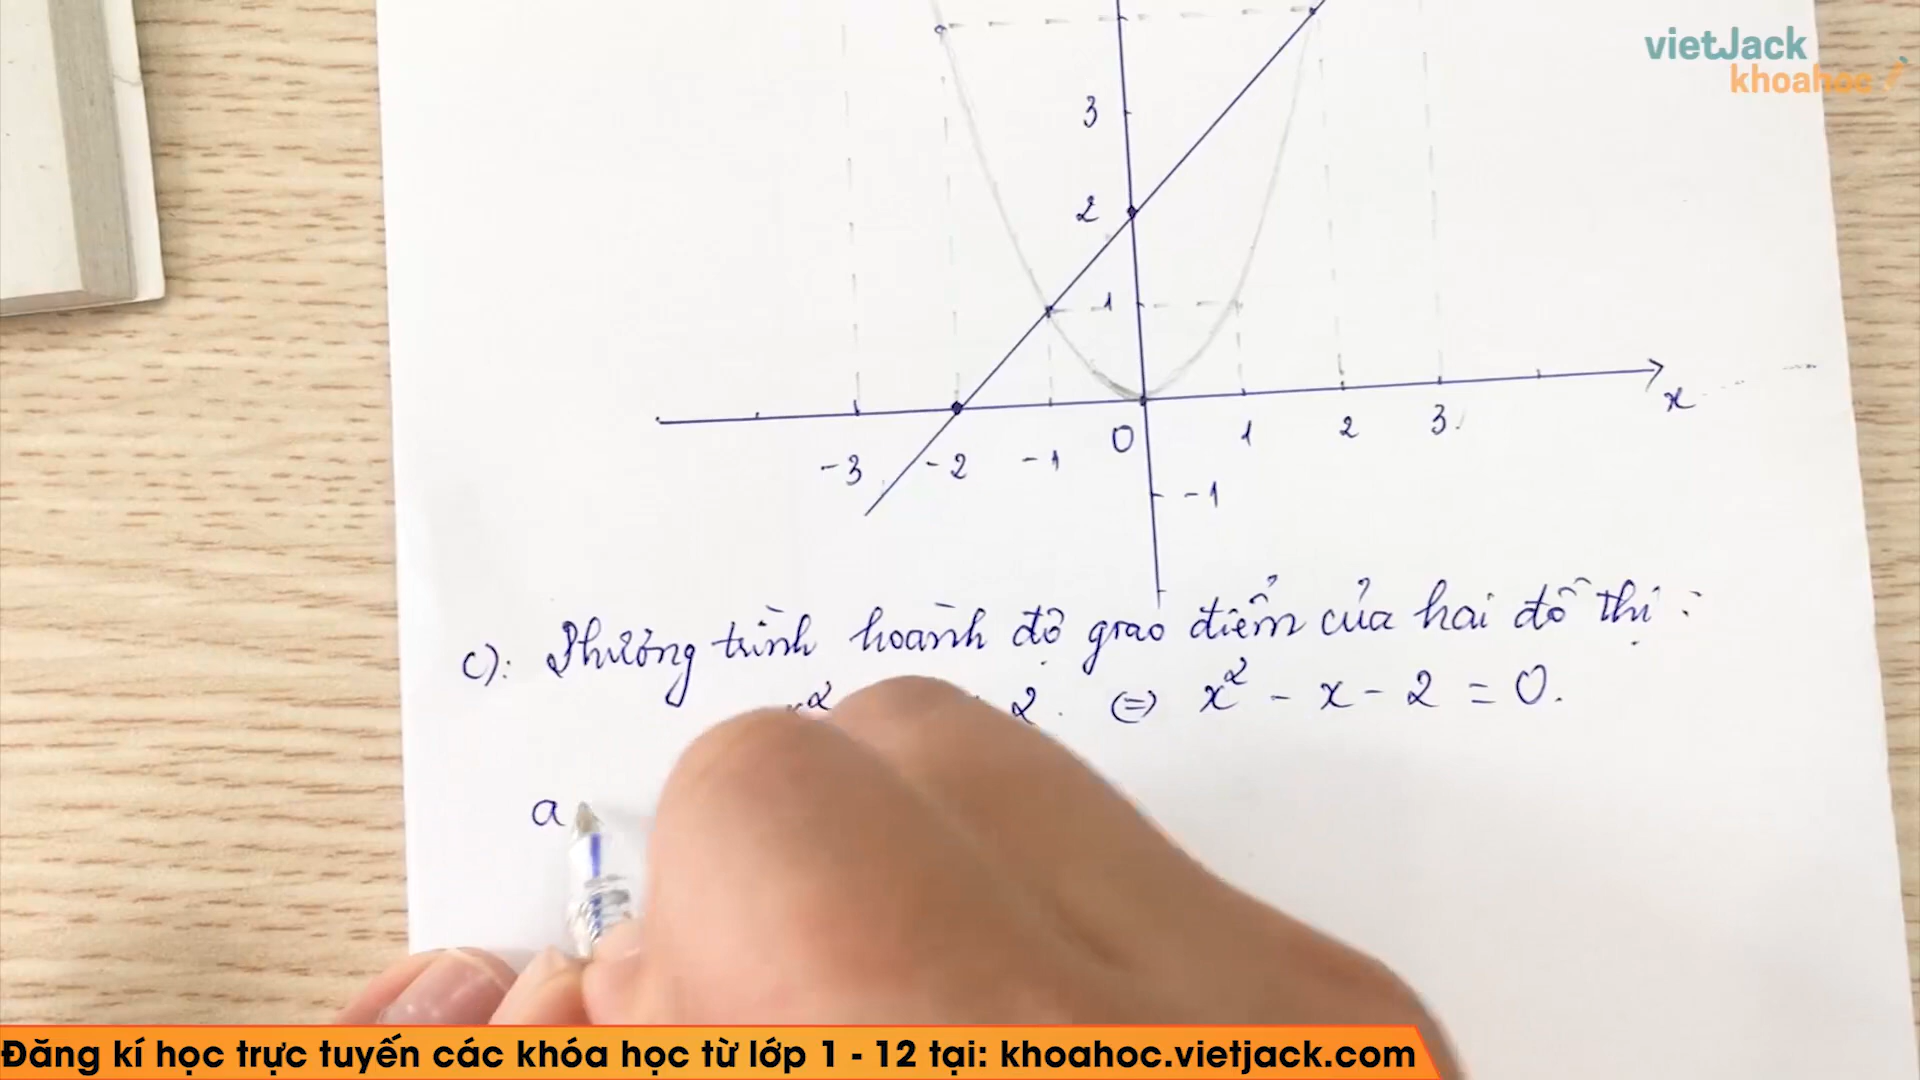 vietJack
khoahoc
3
2
1
x
0
1
2
3
-3
-2
-1
-1
c): Phương trình hoành độ giao điểm của hai đồ thị :
2 . ⇔ x² - x - 2 = 0.
a
Đăng kí học trực tuyến các khóa học từ lớp 1 - 12 tại: khoahoc.vietjack.com